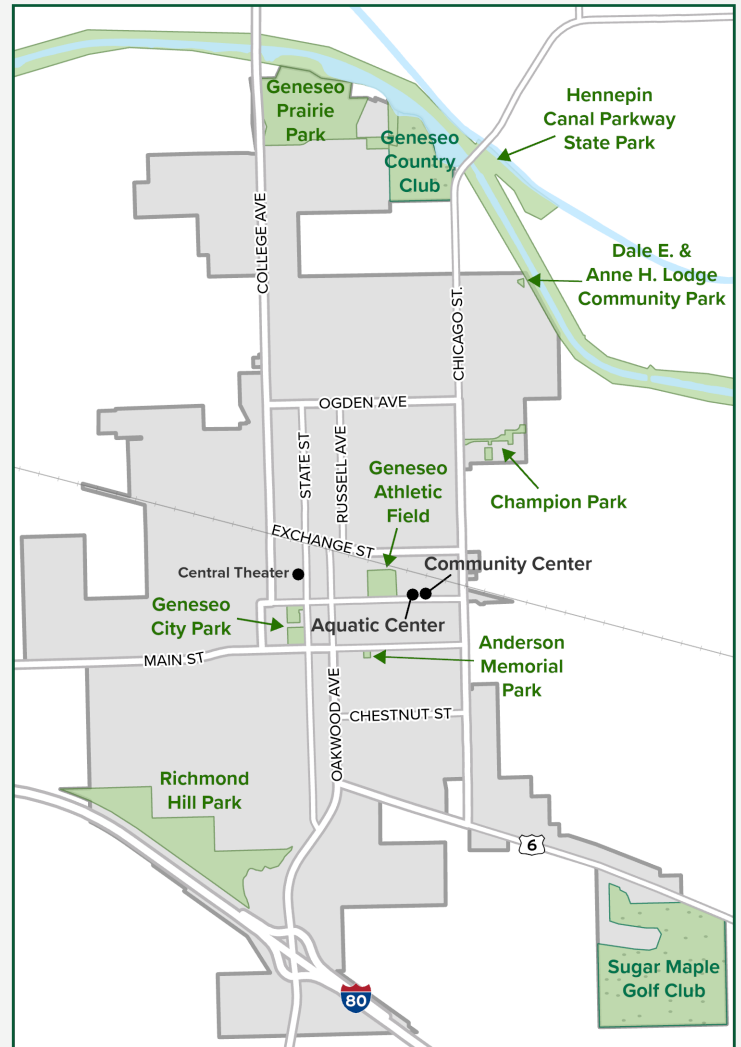 Geneseo
Prairie
Park
Geneseo
Country
Club
Hennepin
Canal Parkway
State Park
COLLEGE AVE
Dale E. &
Anne H. Lodge
Community Park
CHICAGO ST.
OGDEN AVE
STATE ST
RUSSELL AVE
Geneseo
Athletic
Field
Champion Park
EXCHANGE ST
Central Theater
Community Center
Geneseo
City Park
Aquatic Center
MAIN ST
Anderson
Memorial
Park
OAKWOOD AVE
CHESTNUT ST
Richmond
Hill Park
6
Sugar Maple
Golf Club
80